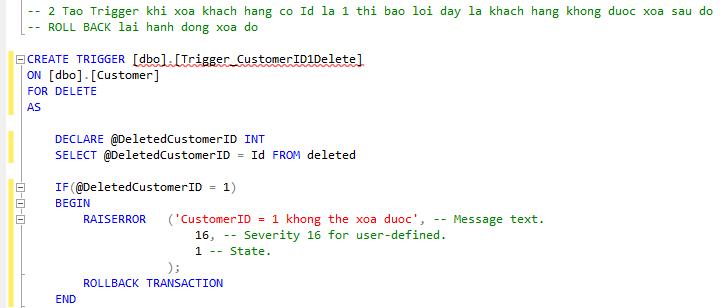 -- 2 Tao Trigger khi xoa khach hang co Id la 1 thi bao loi day la khach hang khong duoc xoa sau do
-- ROLL BACK lai hanh dong xoa do
CREATE TRIGGER [dbo].[Trigger_CustomerID1Delete]
ON [dbo].[Customer]
FOR DELETE
AS
DECLARE @DeletedCustomerID INT
SELECT @DeletedCustomerID = Id FROM deleted
IF(@DeletedCustomerID = 1)
BEGIN
RAISERROR ('CustomerID = 1 khong the xoa duoc', -- Message text.
16, -- Severity 16 for user-defined.
1 -- State.
);
ROLLBACK TRANSACTION
END